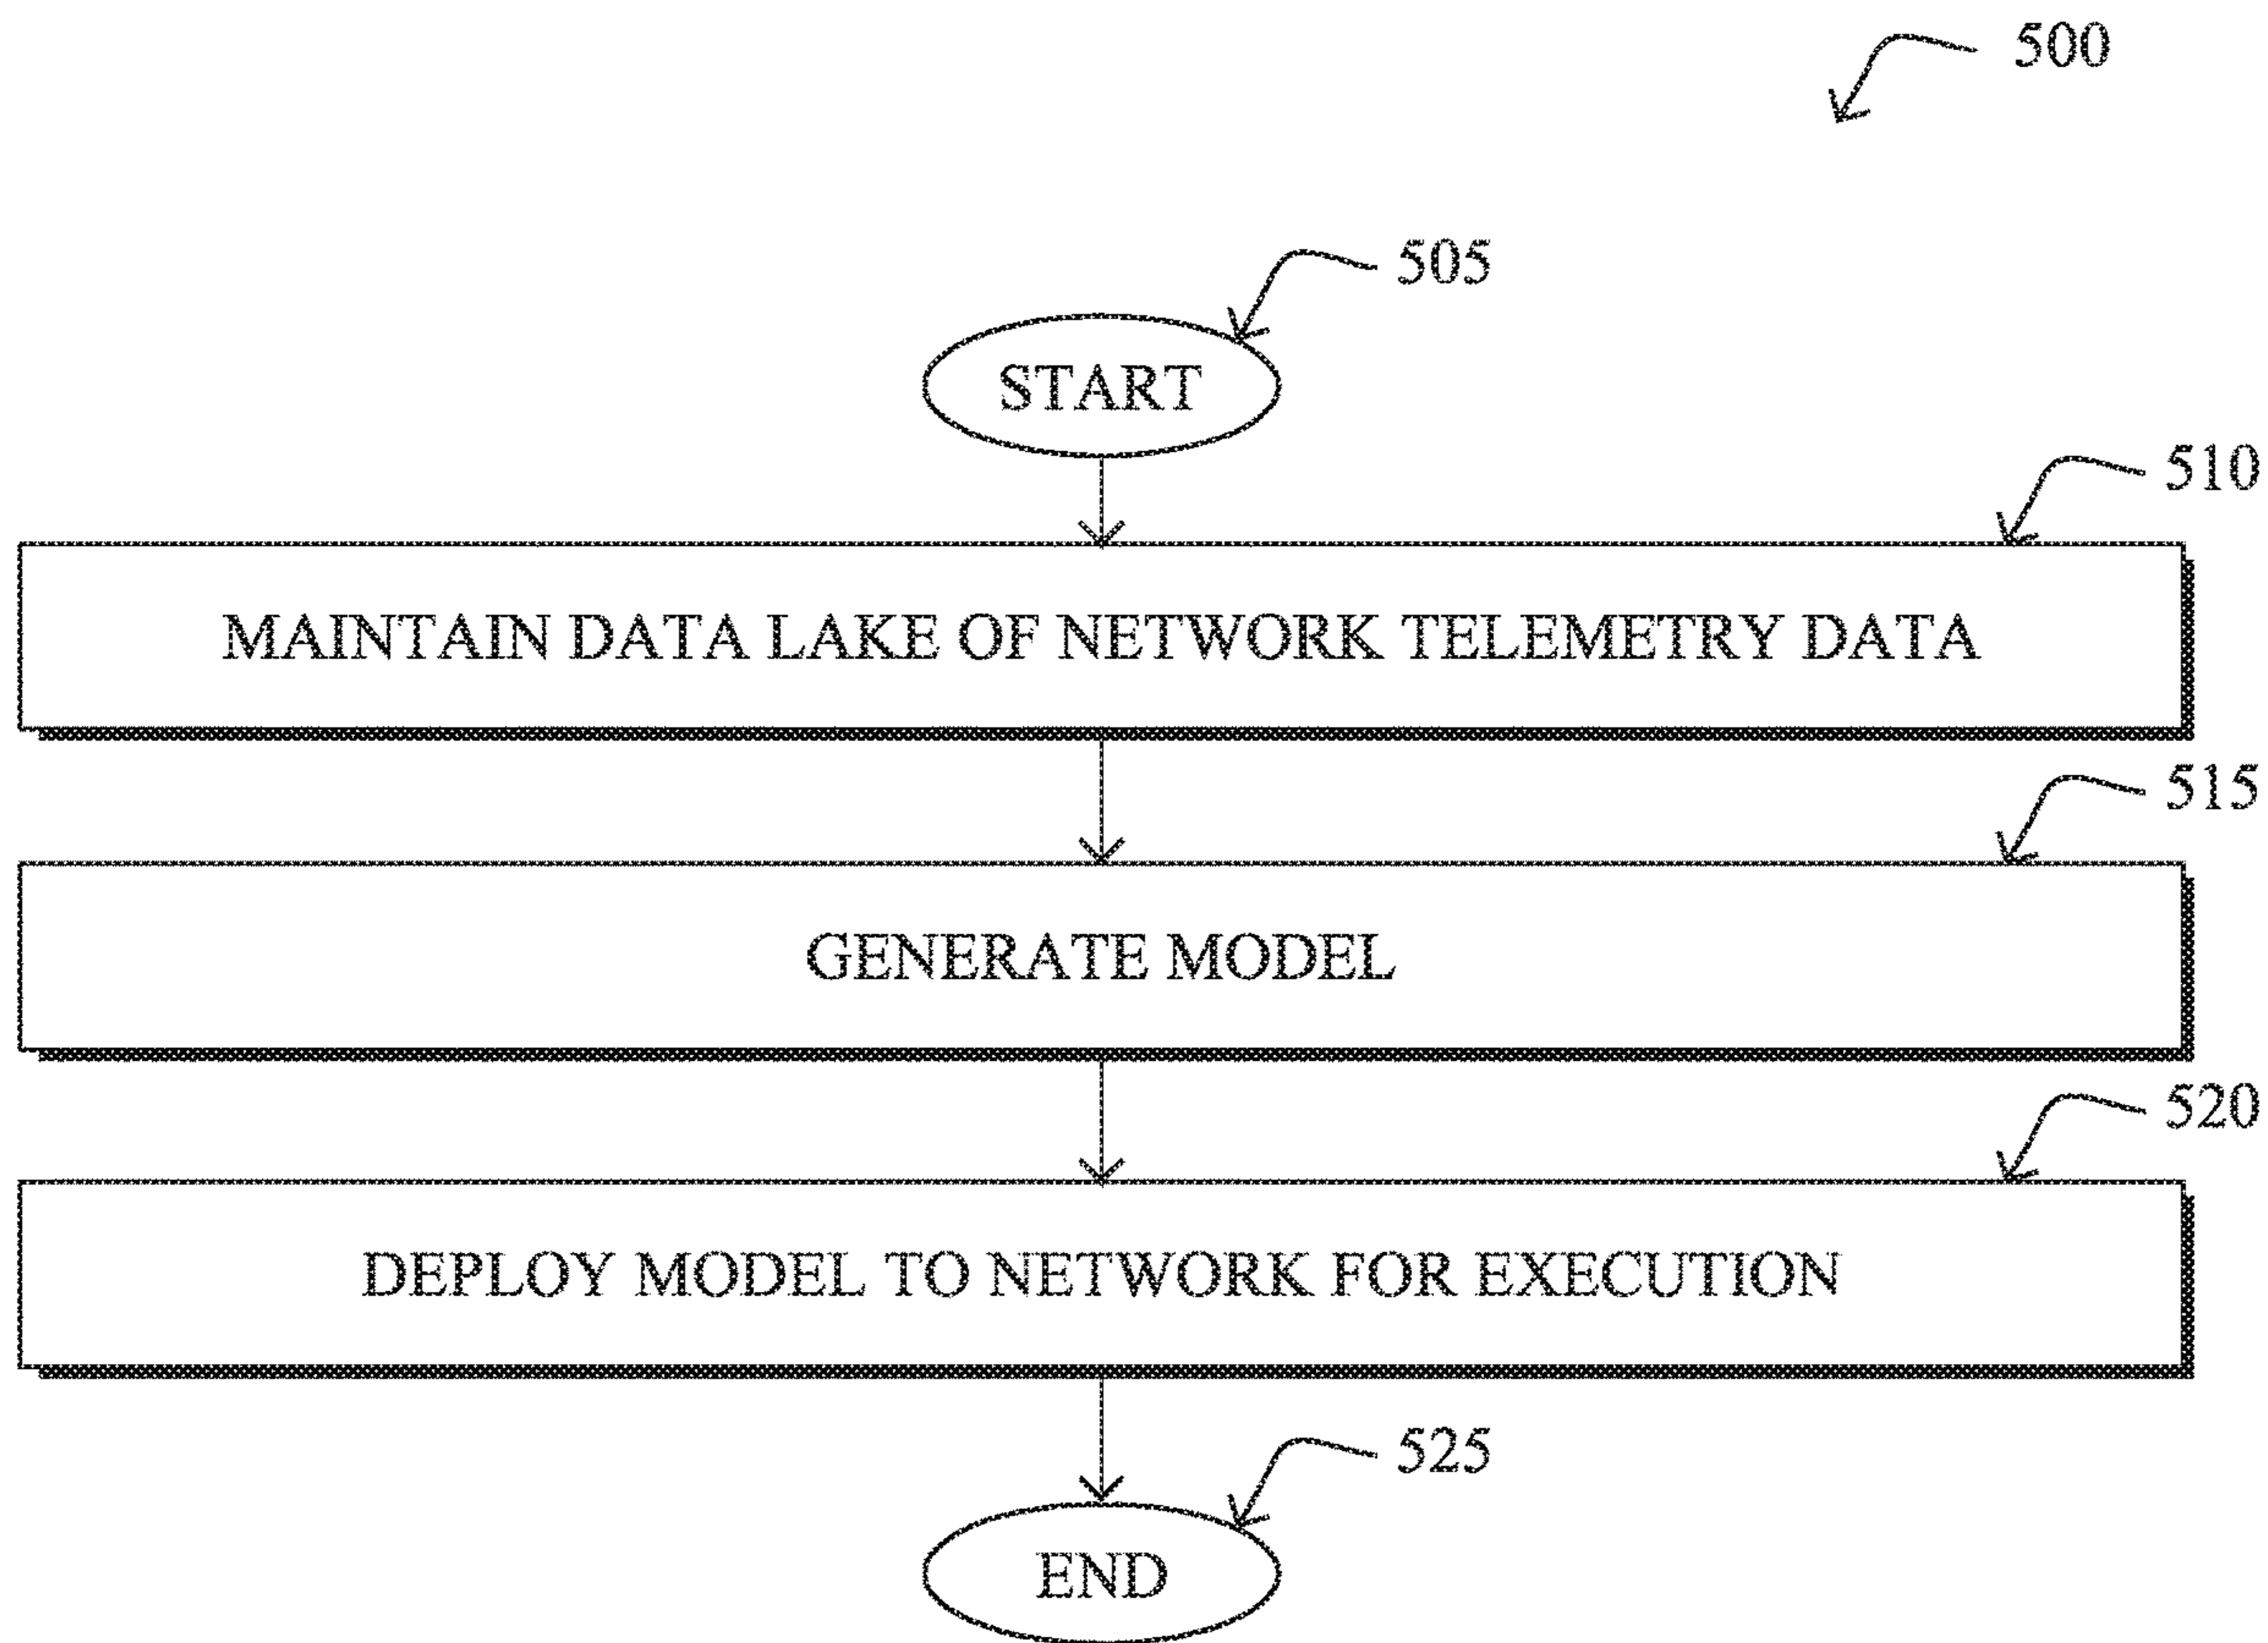 500
505
START
510
MAINTAIN DATA LAKE OF NETWORK TELEMETRY DATA
515
GENERATE MODEL
520
DEPLOY MODEL TO NETWORK FOR EXECUTION
525
END